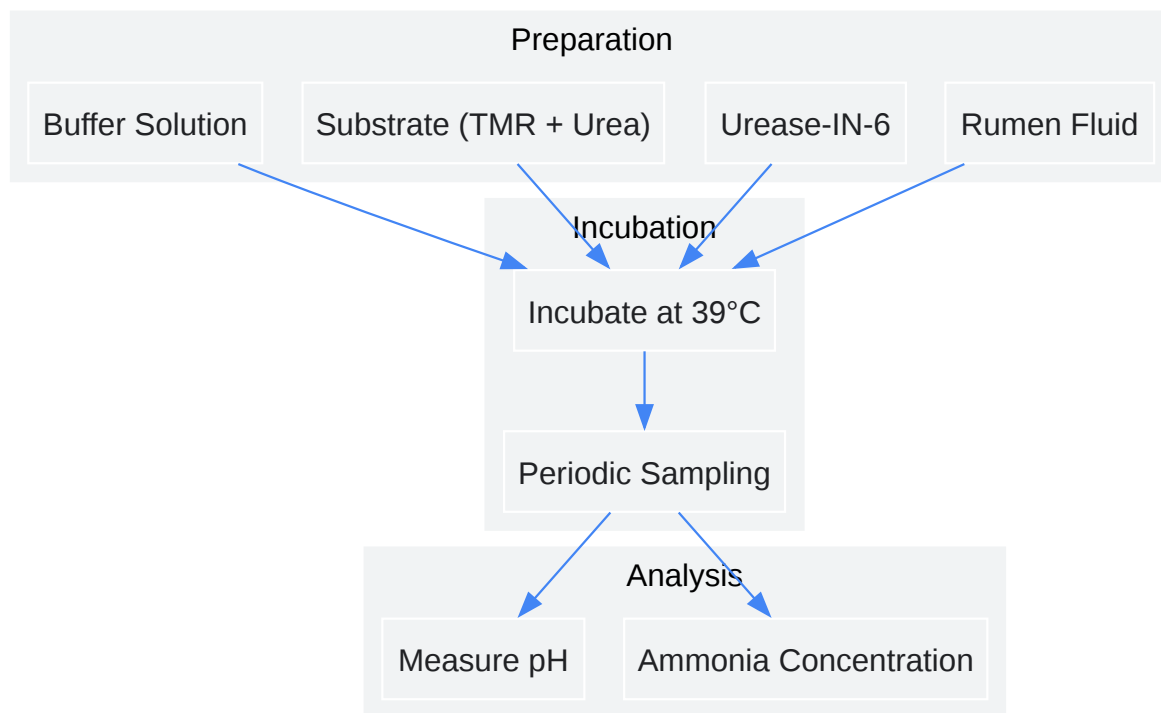 Preparation
Buffer Solution
Substrate (TMR + Urea)
Urease-IN-6
Rumen Fluid
Incubation
Incubate at 39°C
Periodic Sampling
Analysis
Measure pH
Ammonia Concentration